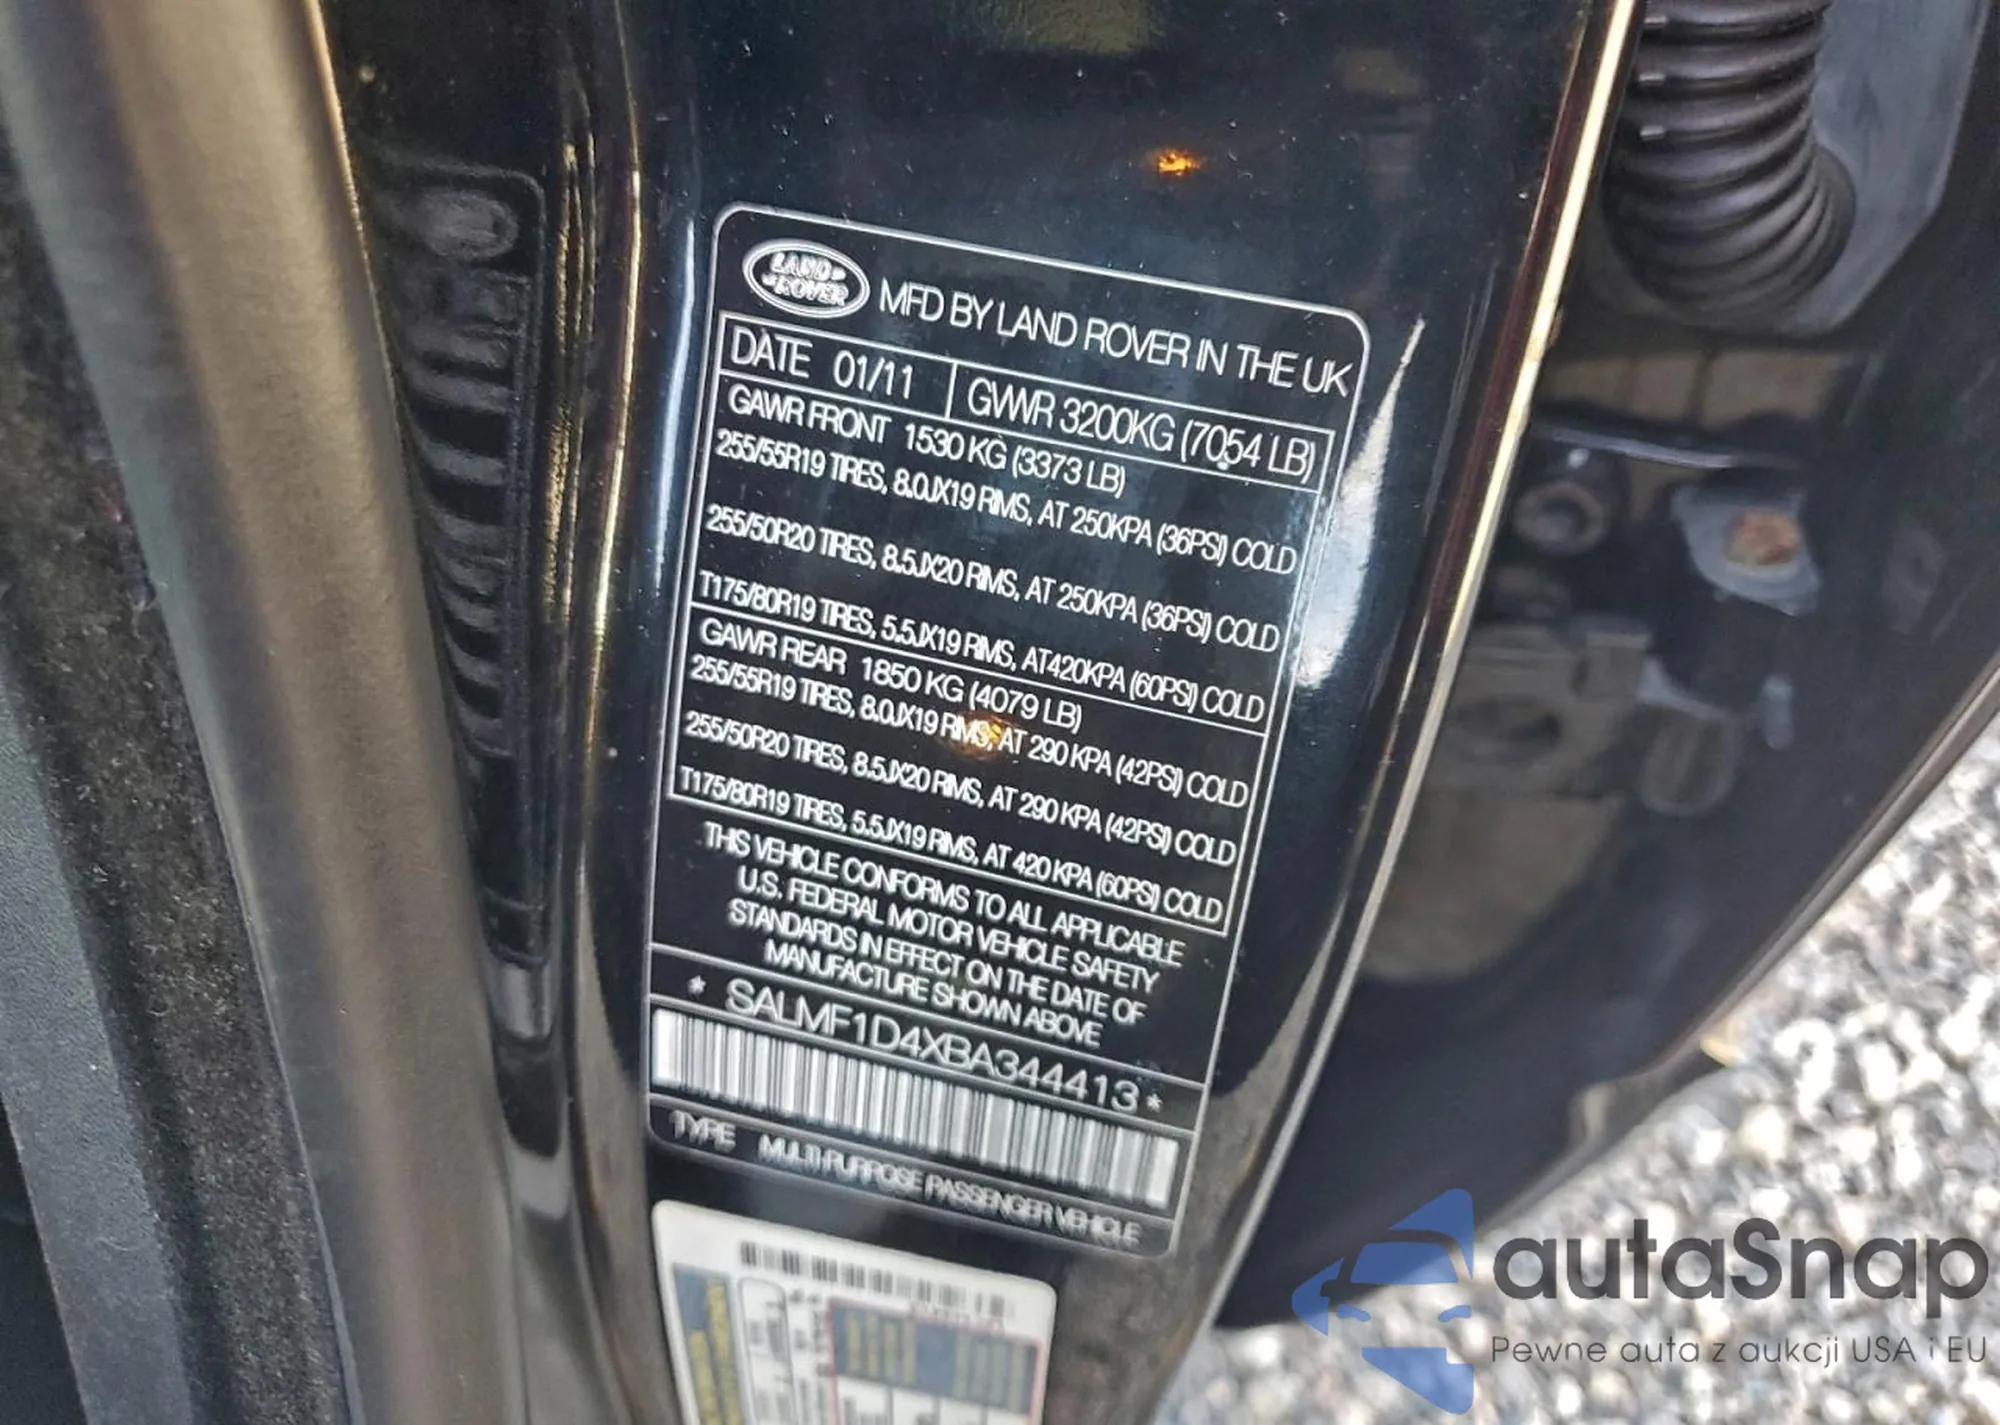 LAND
ROVER
MFD BY LAND ROVER IN THE UK
DATE 01/11 GVWR 3200KG (7054 LB)
GAWR FRONT 1530 KG (3373 LB)
255/55R19 TIRES, 8.0JX19 RIMS, AT 250KPA (36PSI) COLD
255/50R20 TIRES, 8.5JX20 RIMS, AT 250KPA (36PSI) COLD
T175/80R19 TIRES, 5.5JX19 RIMS, AT420KPA (60PSI) COLD
GAWR REAR 1850 KG (4079 LB)
255/55R19 TIRES, 8.0JX19 RIMS, AT 290 KPA (42PSI) COLD
255/50R20 TIRES, 8.5JX20 RIMS, AT 290 KPA (42PSI) COLD
T175/80R19 TIRES, 5.5JX19 RIMS, AT 420 KPA (60PSI) COLD
THIS VEHICLE CONFORMS TO ALL APPLICABLE
U.S. FEDERAL MOTOR VEHICLE SAFETY
STANDARDS IN EFFECT ON THE DATE OF
MANUFACTURE SHOWN ABOVE
* SALMF1D4XBA344413 *
TYPE MULTI PURPOSE PASSENGER VEHICLE
autaSnap
Pewne auta z aukcji USA i EU